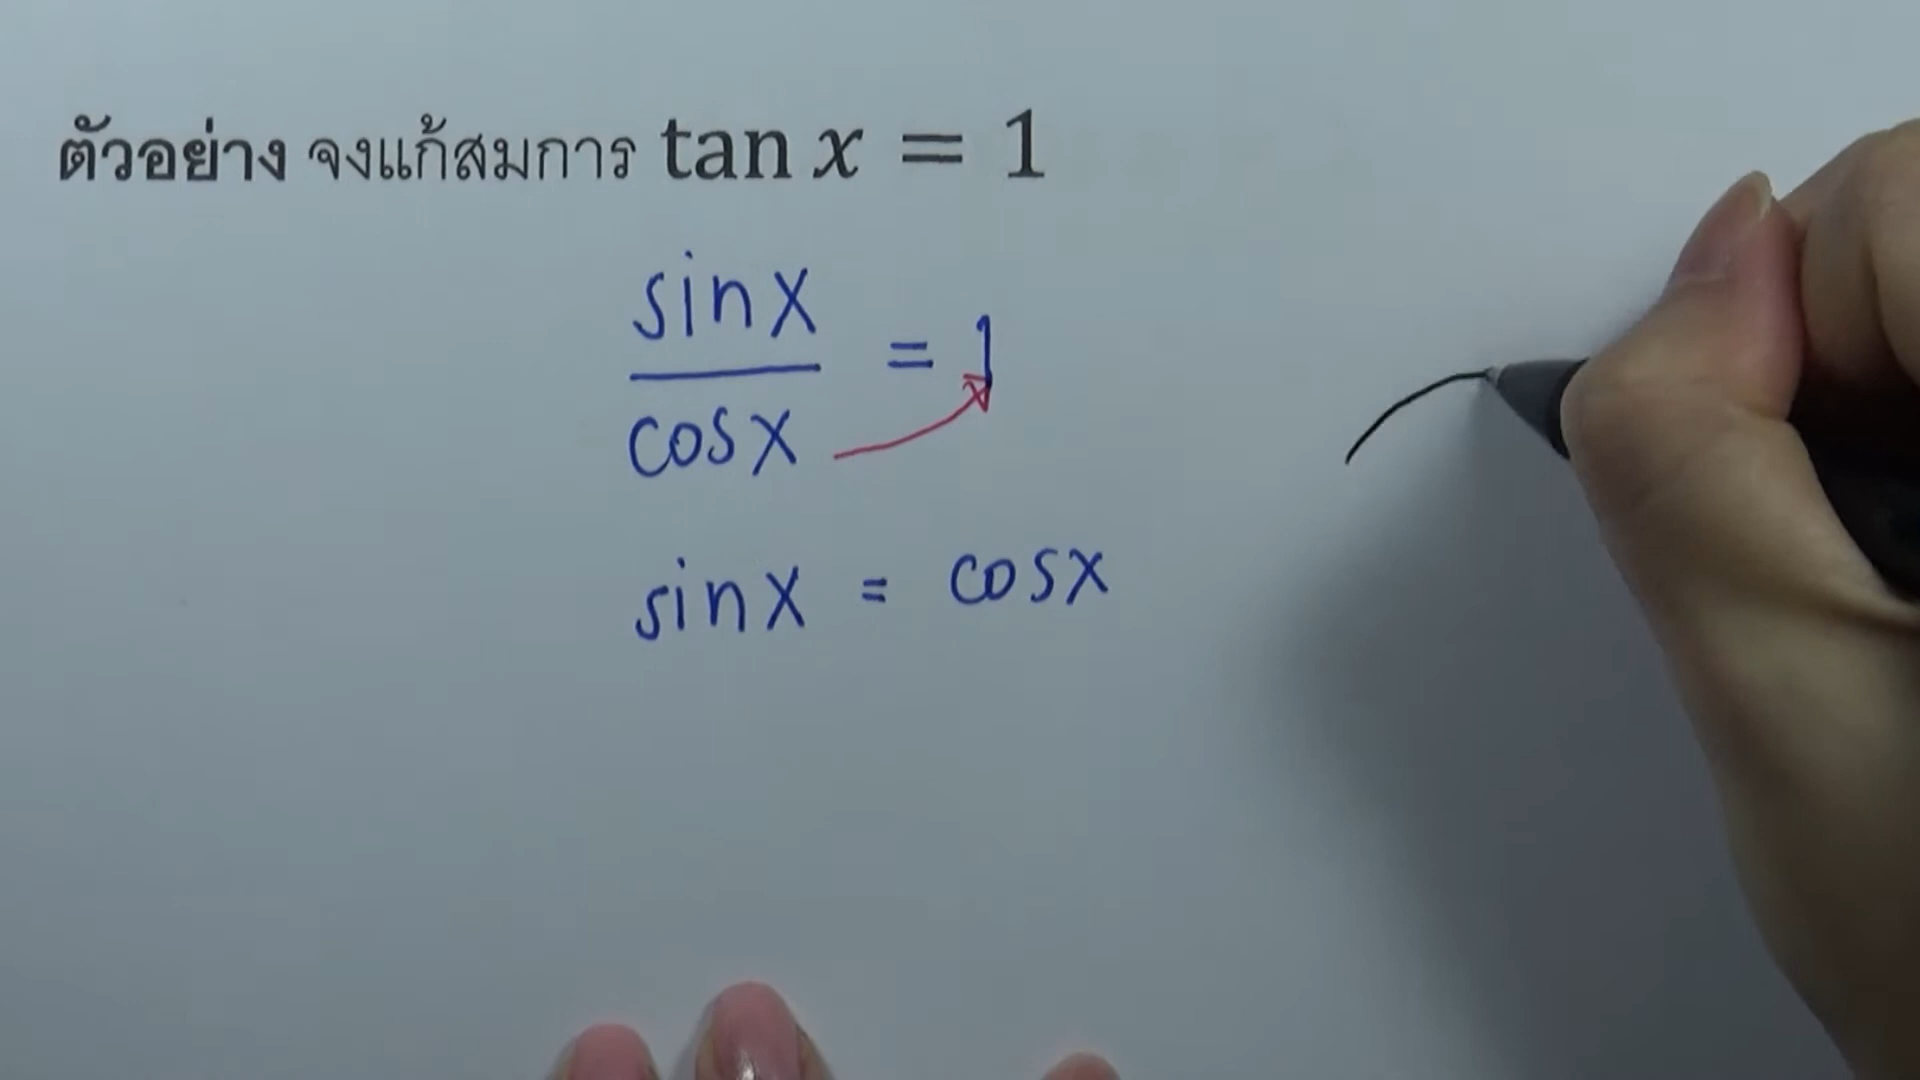 ตัวอย่าง จงแก้สมการ tan x = 1
sinx
cosx
= 1
sinx = cosx